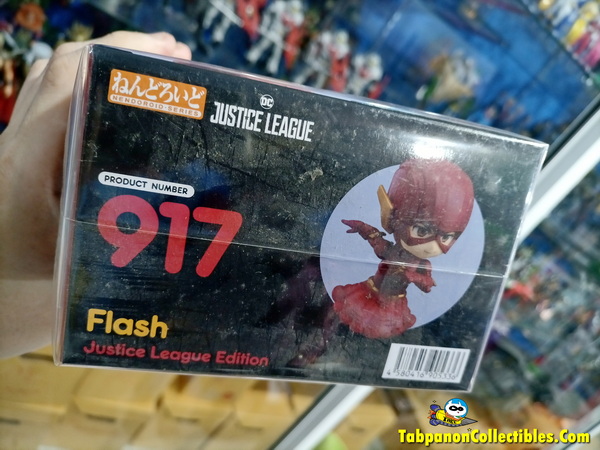 ねんどろいど
NENDOROID-SERIES
DC
JUSTICE LEAGUE
PRODUCT NUMBER
917
Flash
Justice League Edition
TabpanonCollectibles.Com